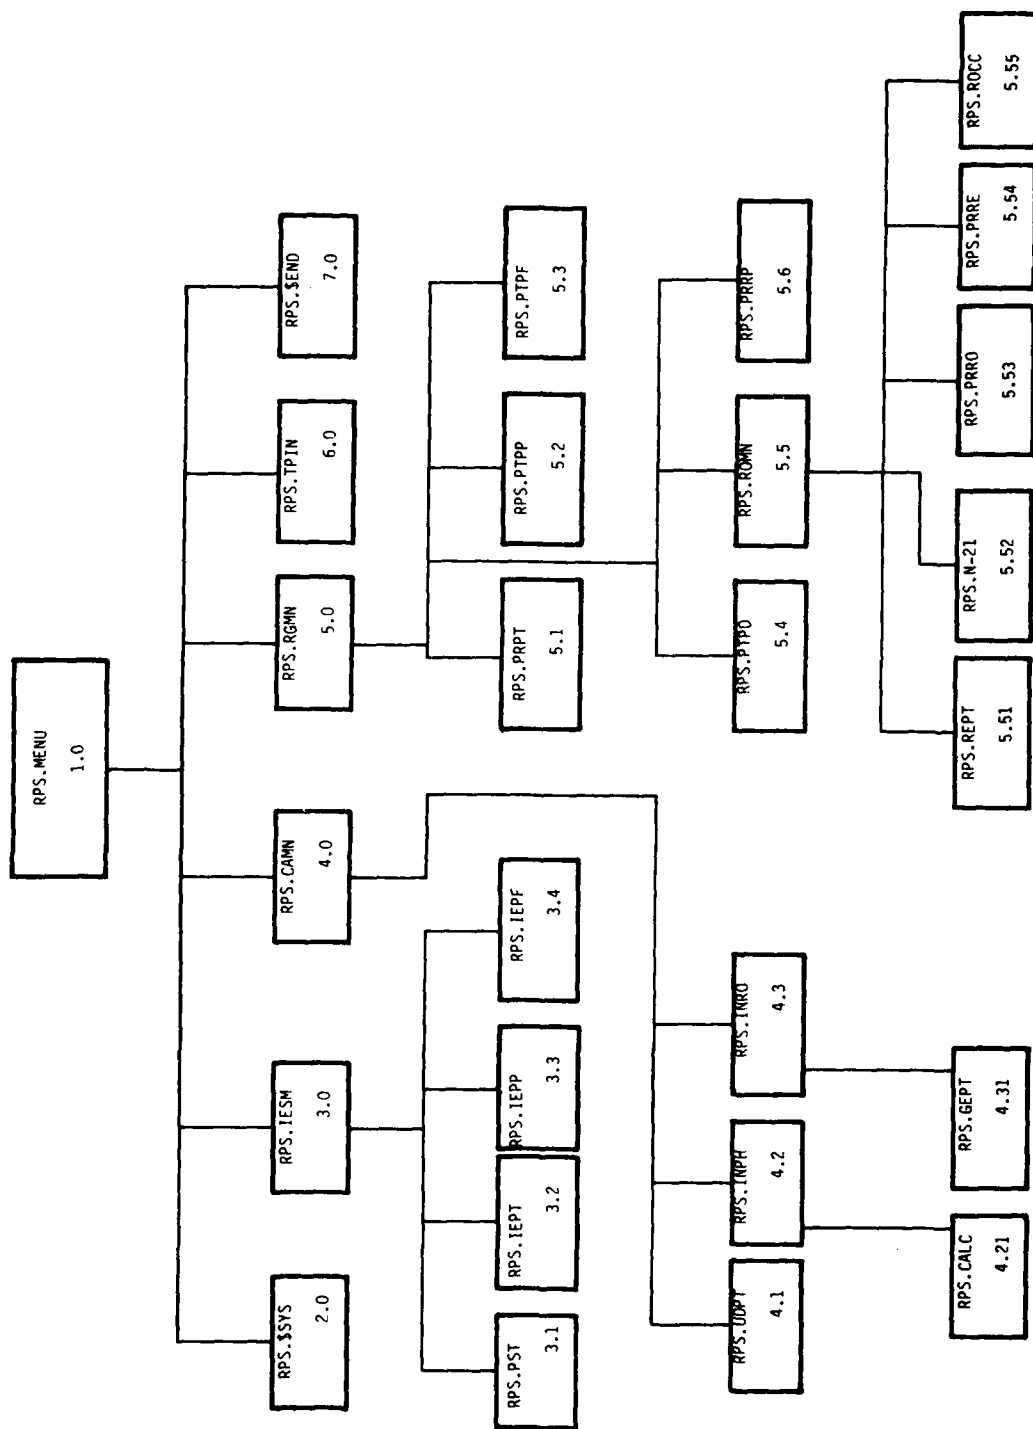 RPS.MENU
1.0
RPS.$SYS
2.0
RPS.IESM
3.0
RPS.CAMN
4.0
RPS.RGMN
5.0
RPS.TPIN
6.0
RPS.$END
7.0
RPS.PST
3.1
RPS.IEPT
3.2
RPS.IEPP
3.3
RPS.IEPF
3.4
RPS.PRPT
5.1
RPS.PTPP
5.2
RPS.PTPF
5.3
RPS.UDPT
4.1
RPS.INPH
4.2
RPS.INRO
4.3
RPS.PTPO
5.4
RPS.ROMN
5.5
RPS.PRRP
5.6
RPS.CALC
4.21
RPS.GEPT
4.31
RPS.REPT
5.51
RPS.N-21
5.52
RPS.PRRO
5.53
RPS.PRRE
5.54
RPS.ROCC
5.55